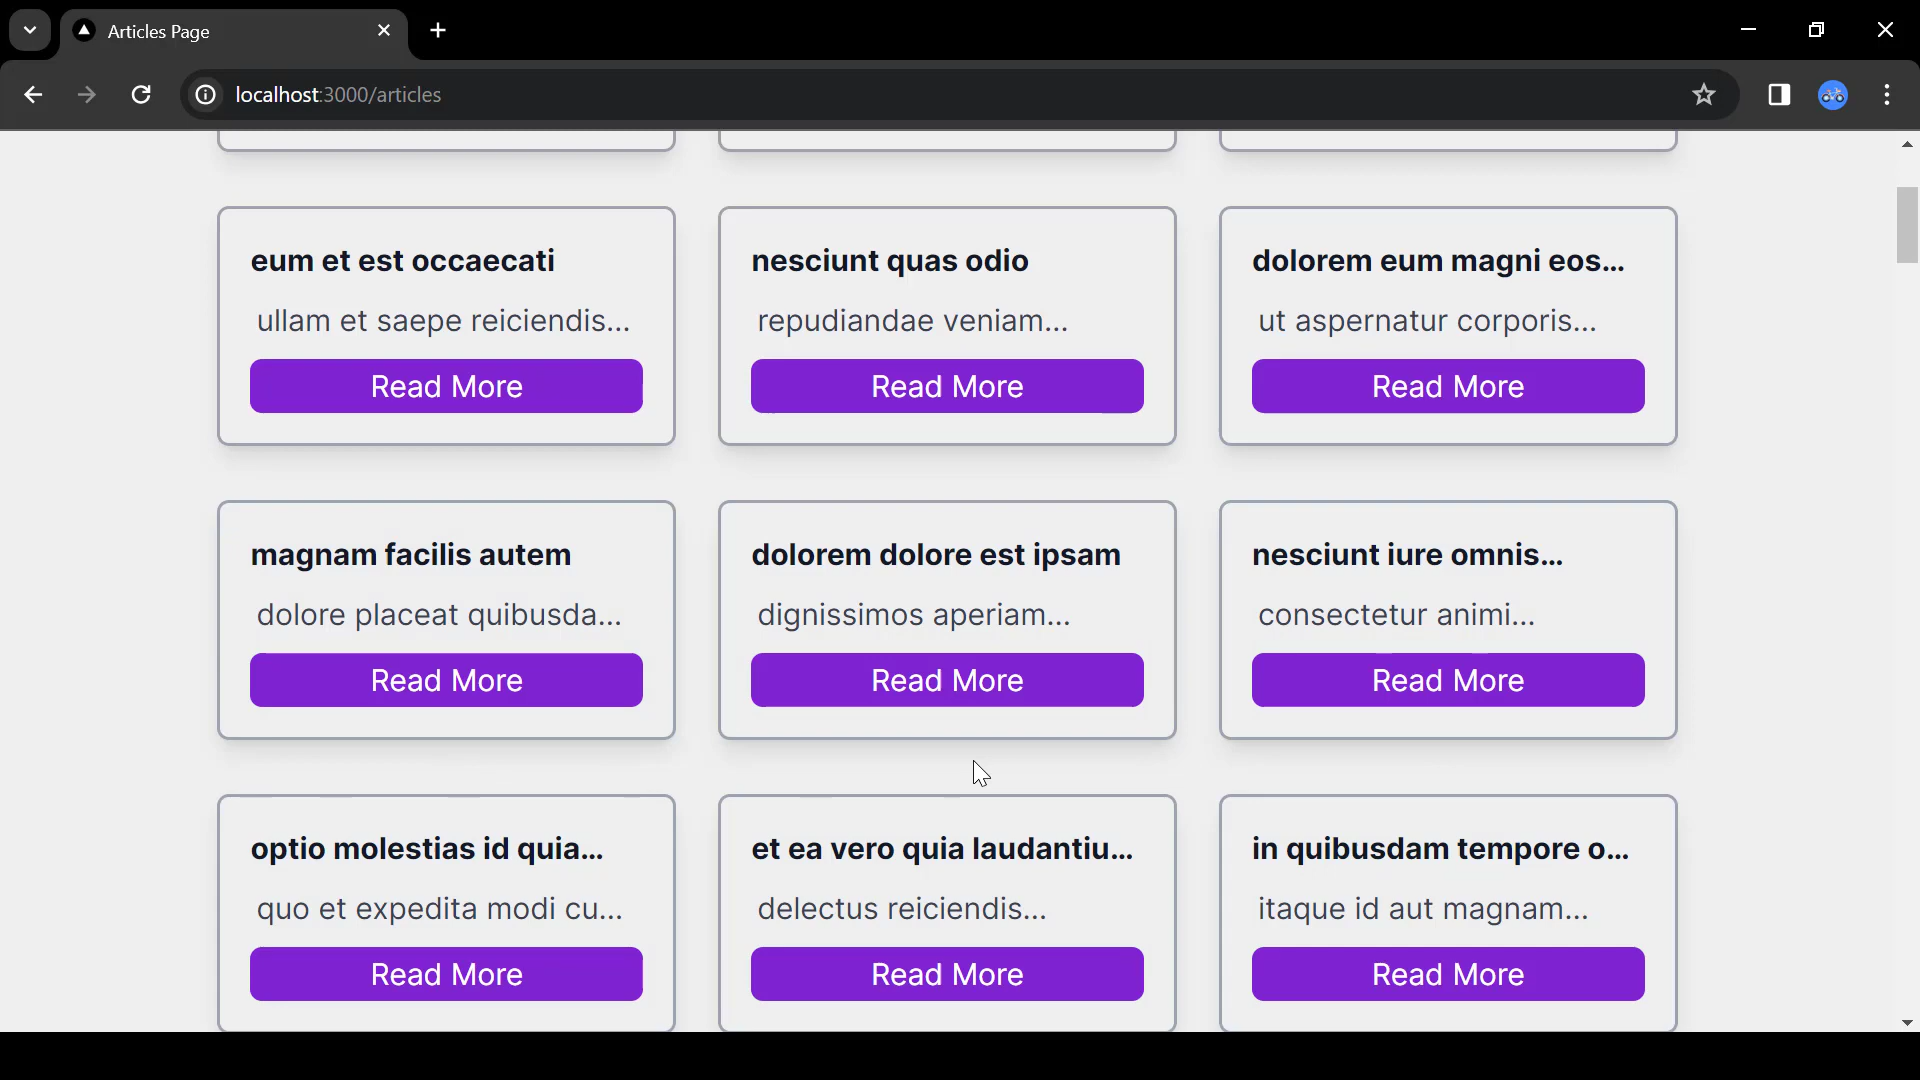 Articles Page
localhost:3000/articles
eum et est occaecati
ullam et saepe reiciendis...
Read More
nesciunt quas odio
repudiandae veniam...
Read More
dolorem eum magni eos...
ut aspernatur corporis...
Read More
magnam facilis autem
dolore placeat quibusda...
Read More
dolorem dolore est ipsam
dignissimos aperiam...
Read More
nesciunt iure omnis...
consectetur animi...
Read More
optio molestias id quia...
quo et expedita modi cu...
Read More
et ea vero quia laudantiu...
delectus reiciendis...
Read More
in quibusdam tempore o...
itaque id aut magnam...
Read More